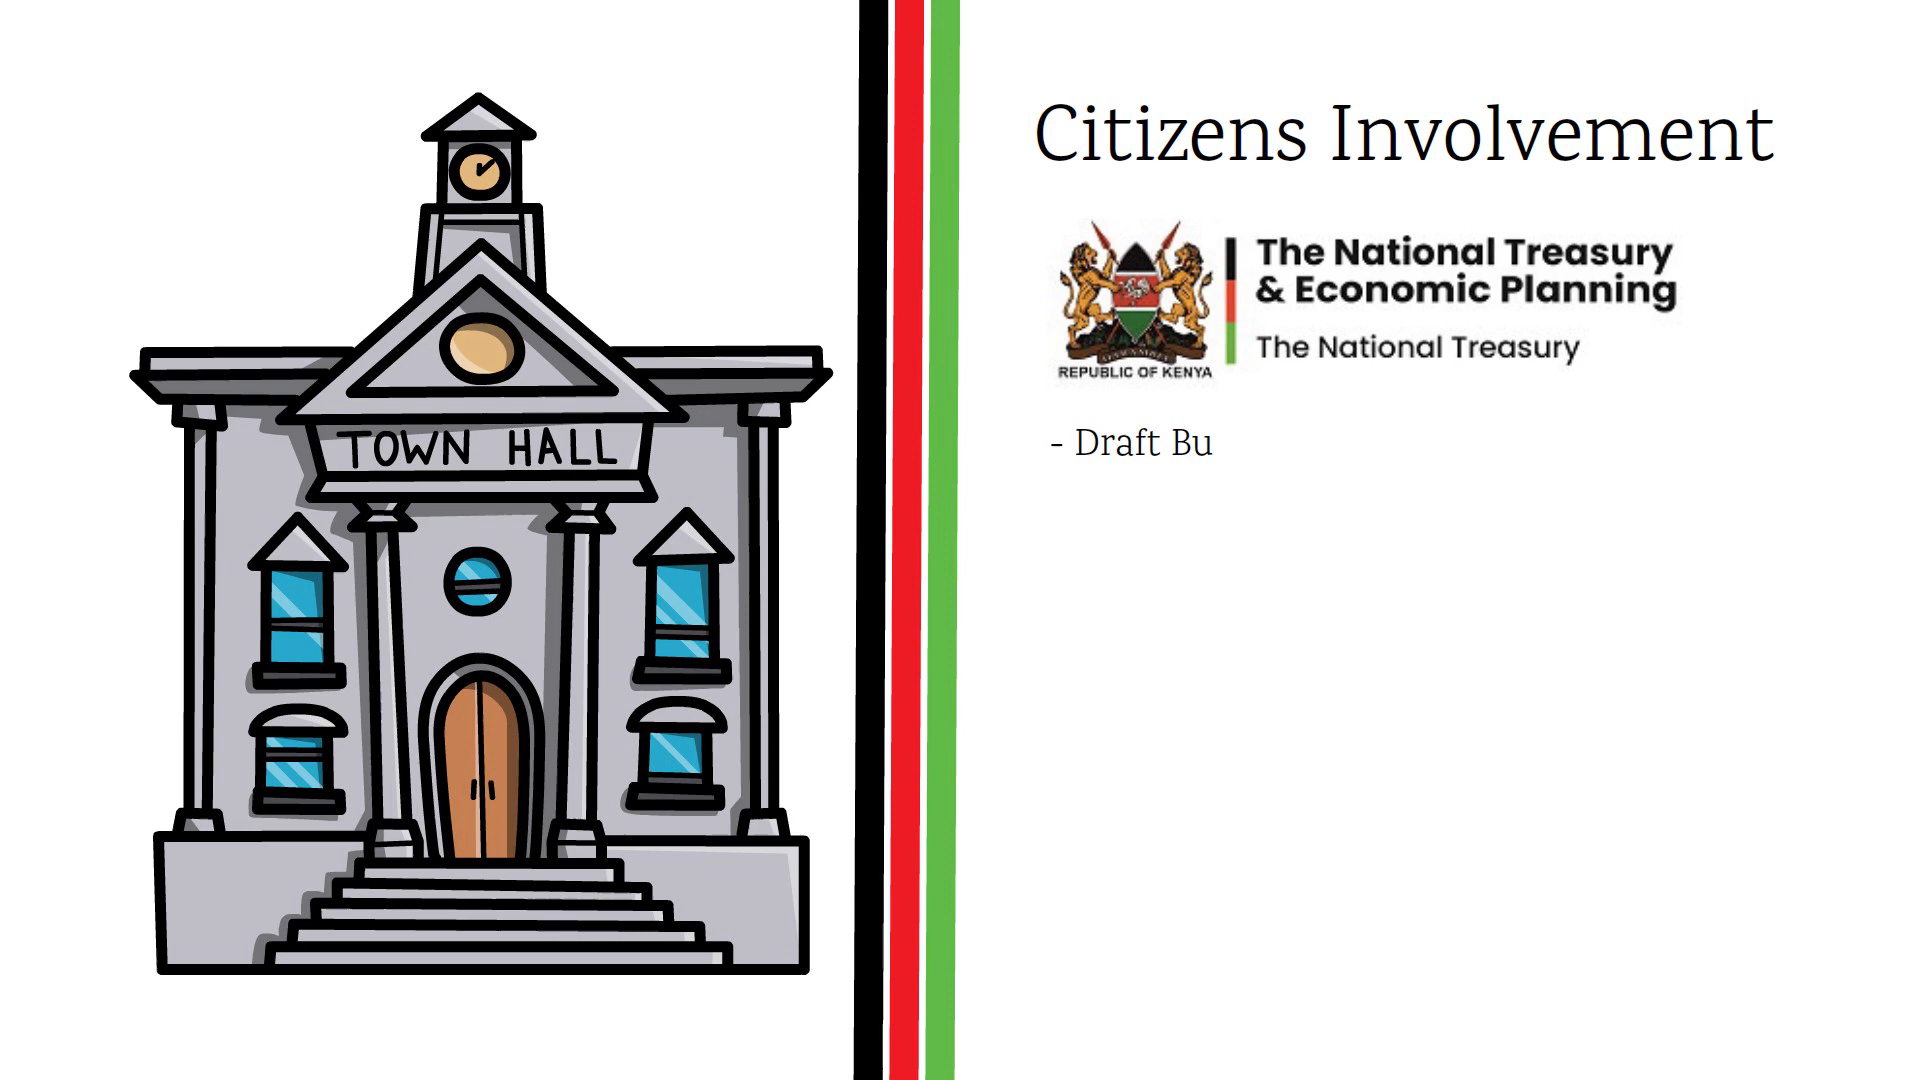 TOWN HALL
Citizens Involvement
The National Treasury
& Economic Planning
The National Treasury
REPUBLIC OF KENYA
- Draft Bu